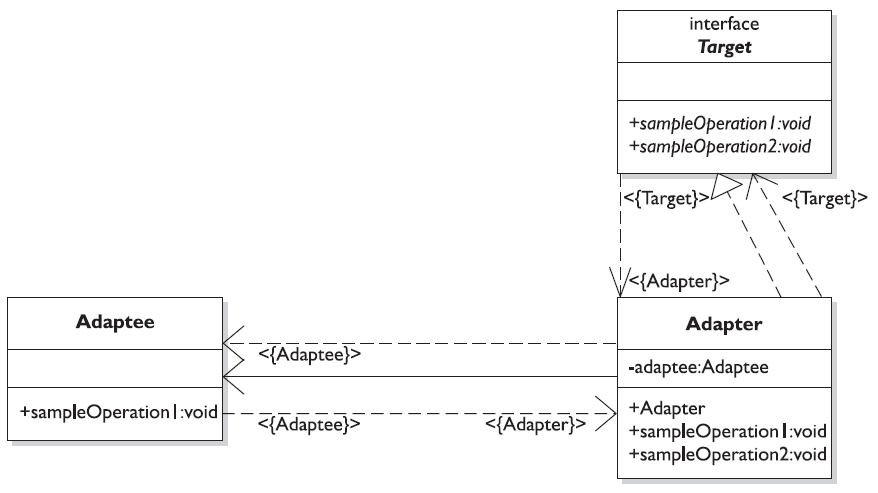 interface
Target
+sampleOperation1:void
+sampleOperation2:void
<{Target}>
<{Target}>
<{Adapter}>
Adaptee
+sampleOperation1:void
Adapter
-adaptee:Adaptee
+Adapter
+sampleOperation1:void
+sampleOperation2:void
<{Adaptee}>
<{Adaptee}>
<{Adapter}>